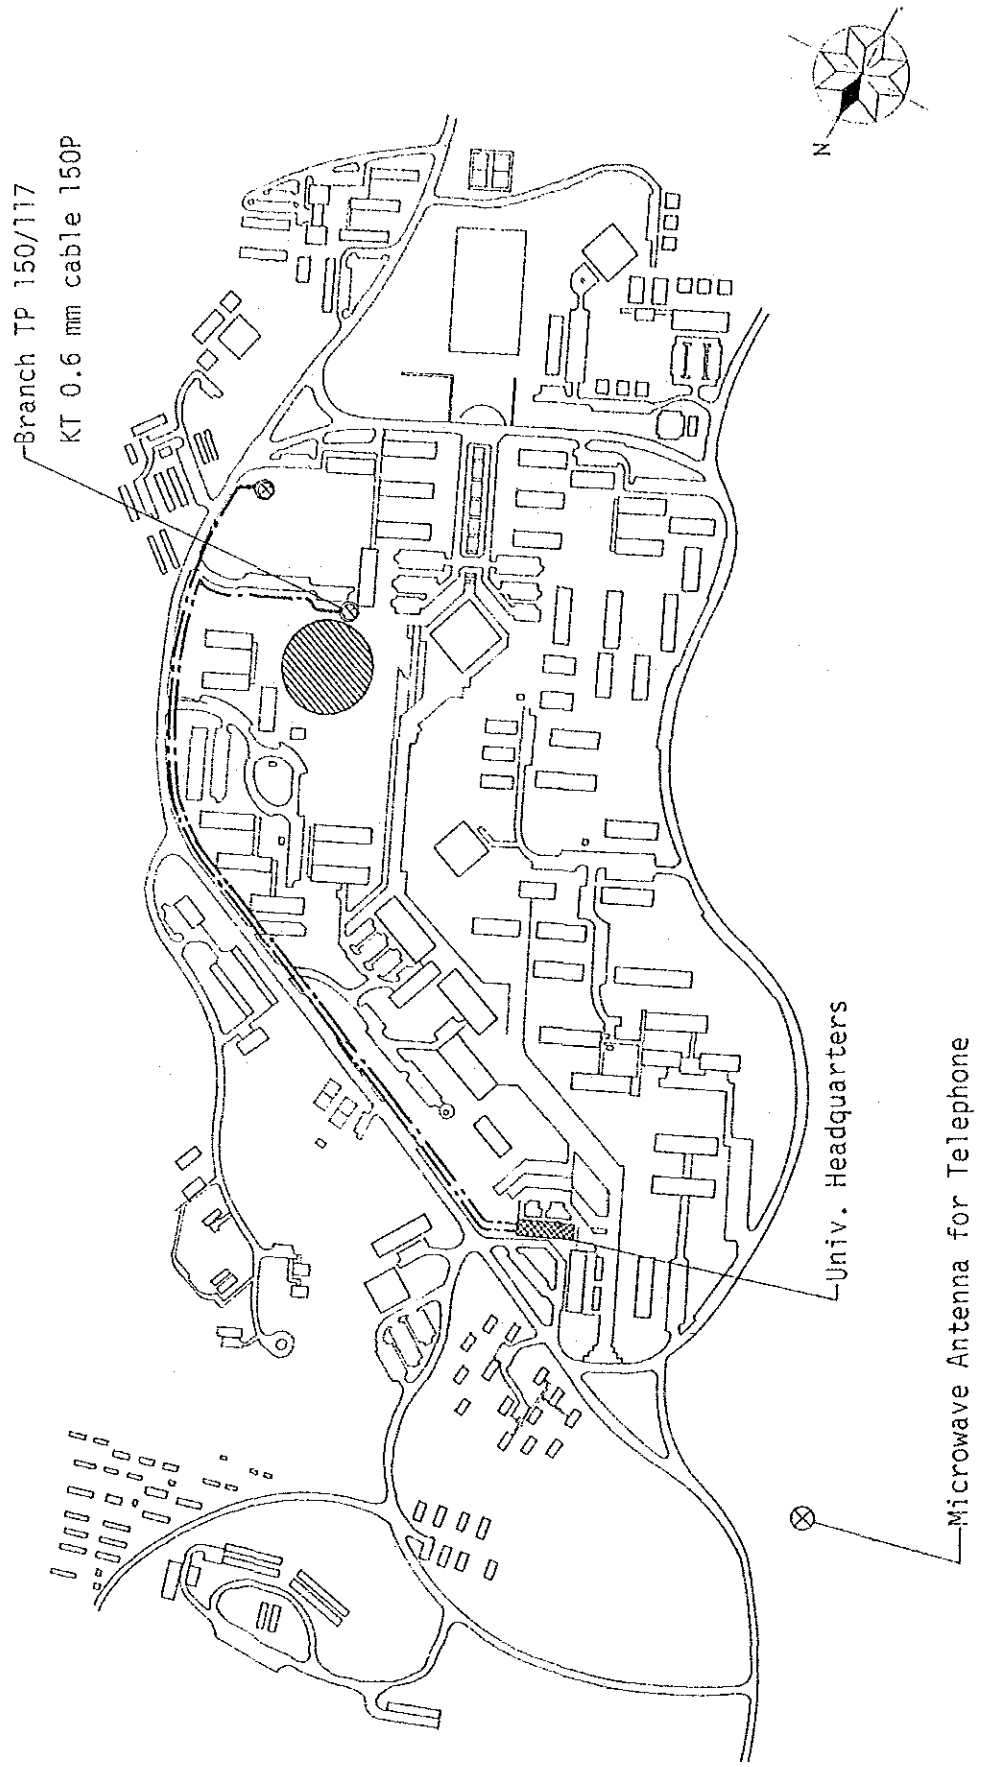 Branch TP 150/117
KT 0.6 mm cable 150P
N
Univ. Headquarters
Microwave Antenna for Telephone